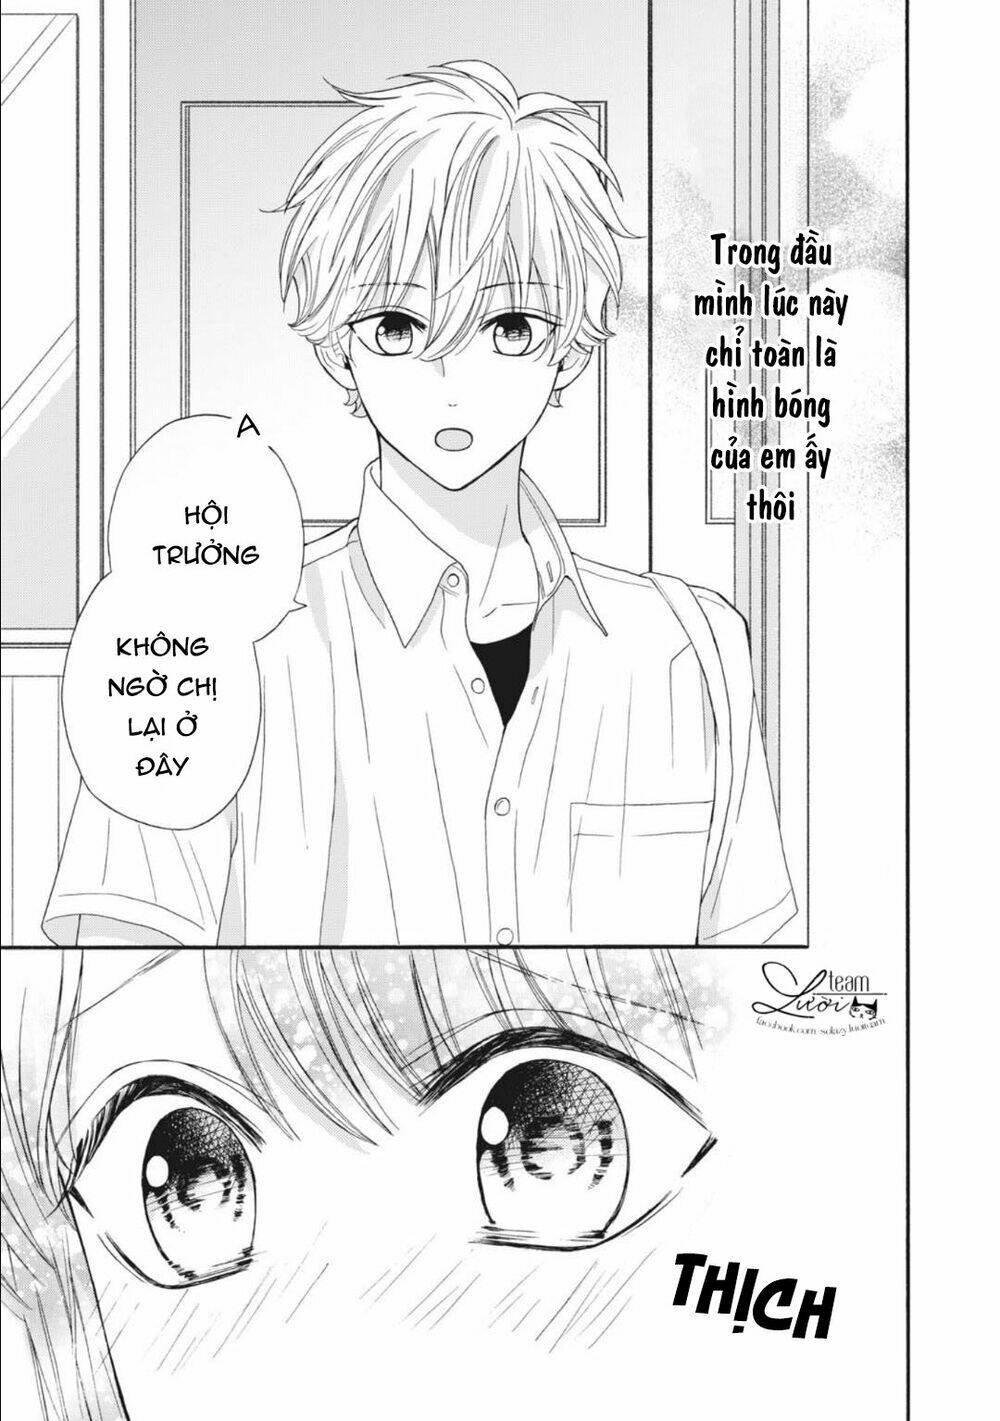 Trong đầu
mình lúc này
chỉ toàn là
hình bóng
của em ấy
thôi
A
HỘI
TRƯỞNG
KHÔNG
NGỜ CHỊ
LẠI Ở
ĐÂY
team
Lười
THỊCH